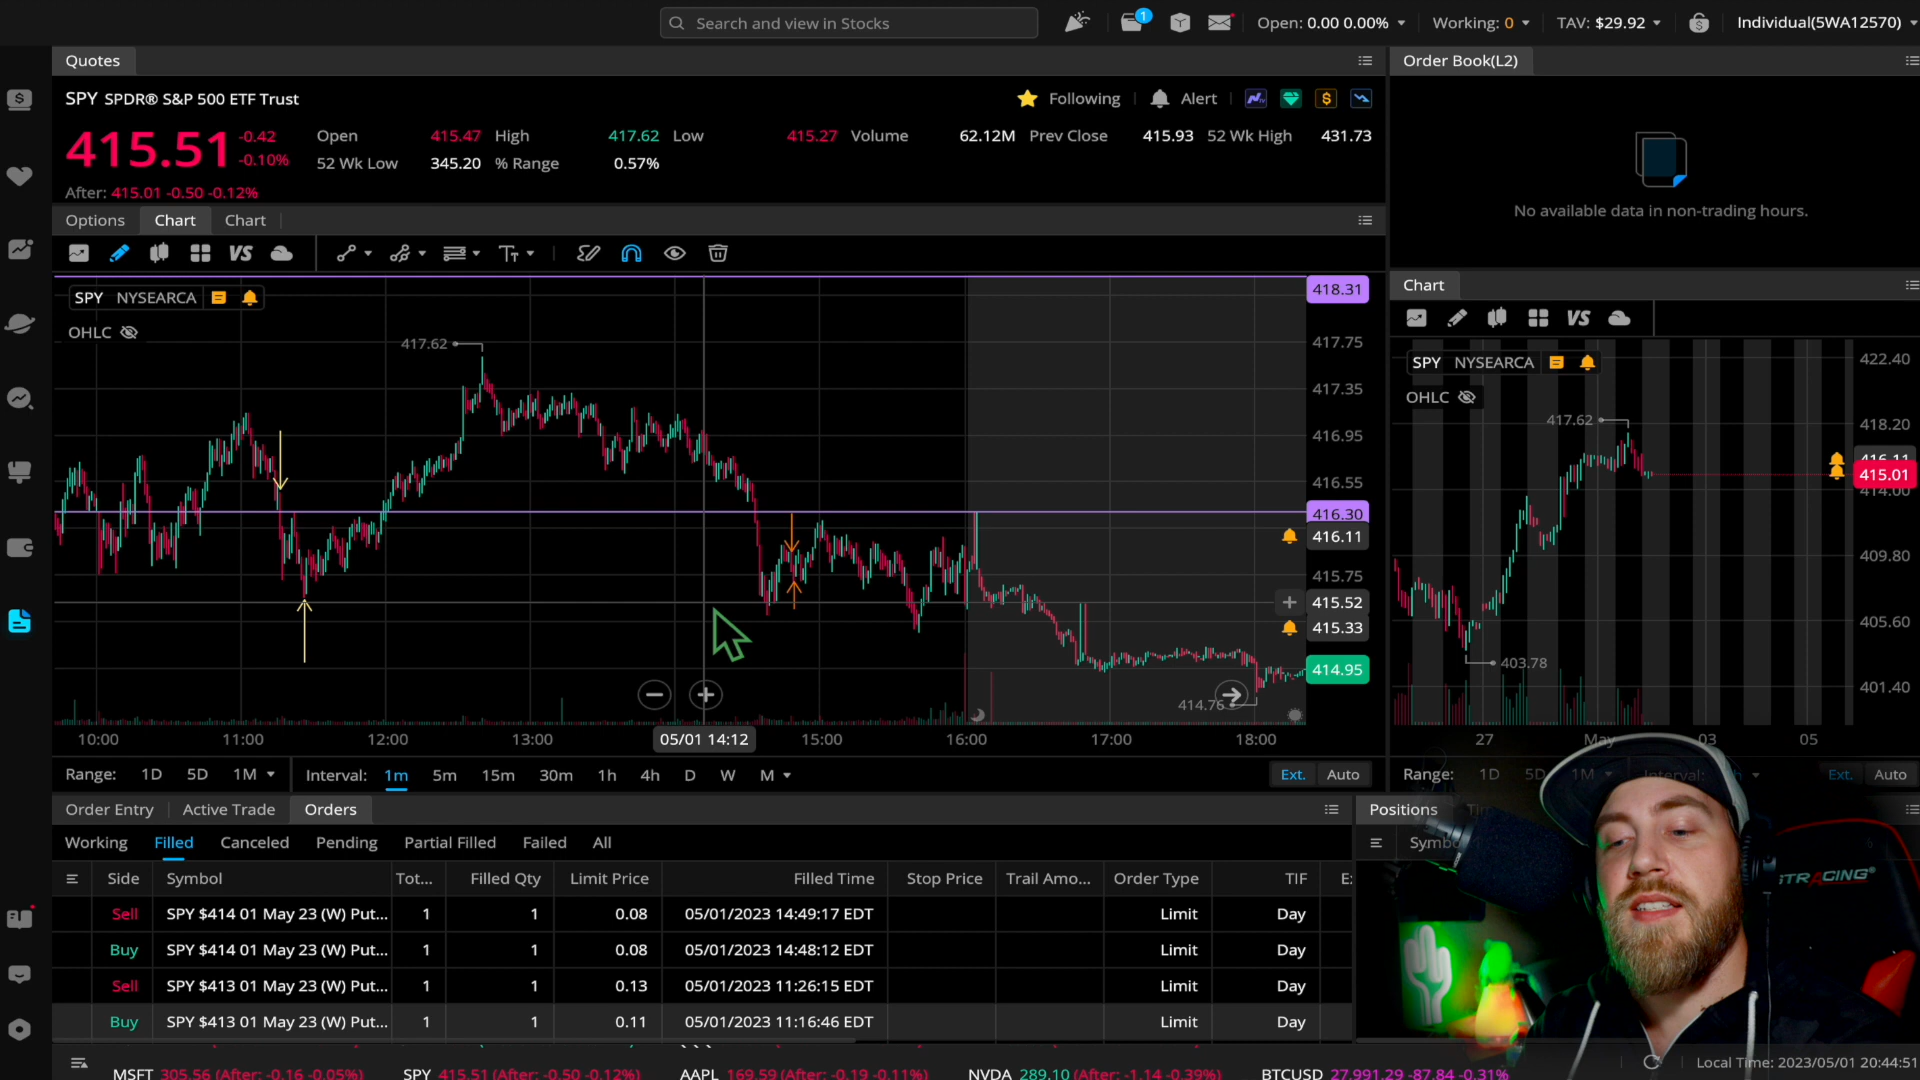 Search and view in Stocks
1
Open: 0.00 0.00%
Working: 0
TAV: $29.92
Individual(5WA12570)
Quotes
SPY SPDR® S&P 500 ETF Trust
Following
Alert
415.51 -0.42 -0.10%
Open 415.47 High 417.62 Low 415.27 Volume 62.12M Prev Close 415.93 52 Wk High 431.73
52 Wk Low 345.20 % Range 0.57%
After: 415.01 -0.50 -0.12%
Options Chart Chart
VS
SPY NYSEARCA
OHLC
417.62
414.76
418.31
417.75
417.35
416.95
416.55
416.30
416.11
415.75
415.52
415.33
414.95
10:00 11:00 12:00 13:00 05/01 14:12 15:00 16:00 17:00 18:00
Range: 1D 5D 1M Interval: 1m 5m 15m 30m 1h 4h D W M
Ext. Auto
Order Book(L2)
No available data in non-trading hours.
Chart
VS
SPY NYSEARCA
OHLC
417.62
403.78
422.40
418.20
416.11
415.01
414.00
409.80
405.60
401.40
27 May 03 05
Range: 1D 5D 1M Interval:
Ext. Auto
Order Entry Active Trade Orders
Working Filled Canceled Pending Partial Filled Failed All
Side Symbol Tot... Filled Qty Limit Price Filled Time Stop Price Trail Amo... Order Type TIF
Sell SPY $414 01 May 23 (W) Put... 1 1 0.08 05/01/2023 14:49:17 EDT Limit Day
Buy SPY $414 01 May 23 (W) Put... 1 1 0.08 05/01/2023 14:48:12 EDT Limit Day
Sell SPY $413 01 May 23 (W) Put... 1 1 0.13 05/01/2023 11:26:15 EDT Limit Day
Buy SPY $413 01 May 23 (W) Put... 1 1 0.11 05/01/2023 11:16:46 EDT Limit Day
Positions
MSFT 305.56 (After: -0.16 -0.05%)
SPY 415.51 (After: -0.50 -0.12%)
AAPL 169.59 (After: -0.19 -0.11%)
NVDA 289.10 (After: -1.14 -0.39%)
BTCUSD 27,991.29 -87.84 -0.31%
Local Time: 2023/05/01 20:44:51